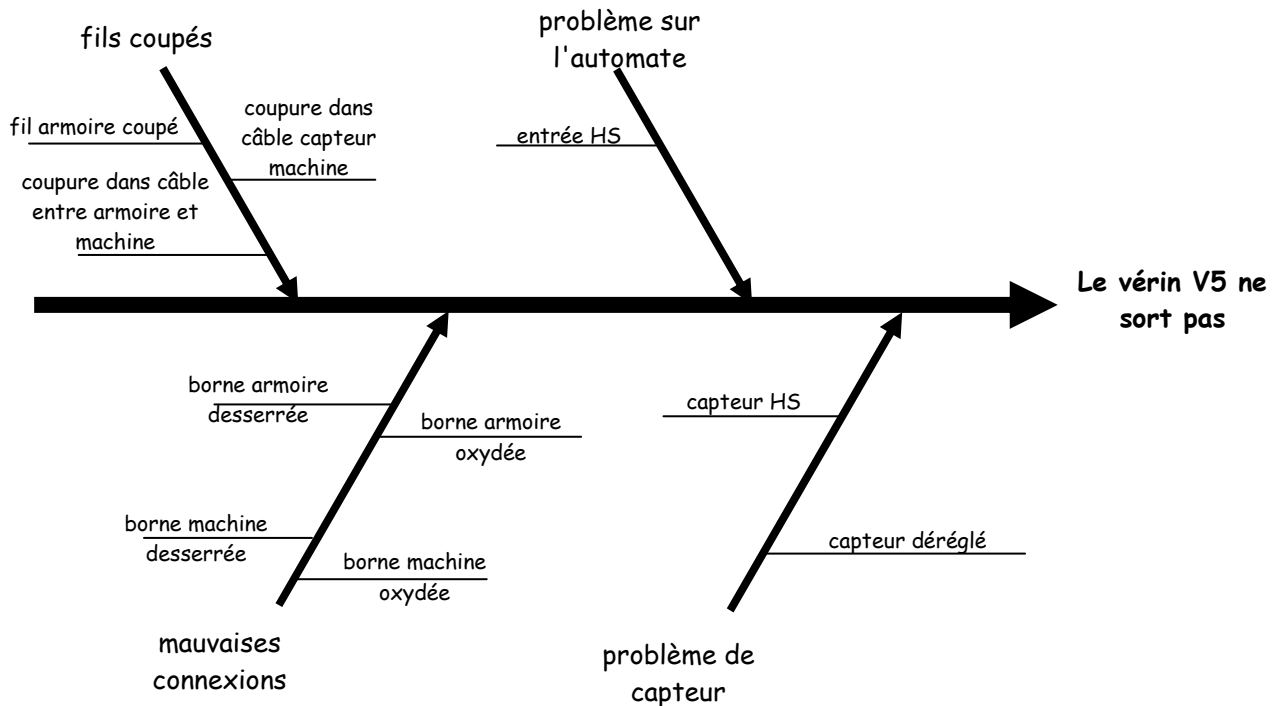 fils coupés
problème sur
l'automate
fil armoire coupé
coupure dans
câble capteur
machine
entrée HS
coupure dans câble
entre armoire et
machine
Le vérin V5 ne
sort pas
borne armoire
desserrée
borne armoire
oxydée
capteur HS
borne machine
desserrée
borne machine
oxydée
capteur déréglé
mauvaises
connexions
problème de
capteur